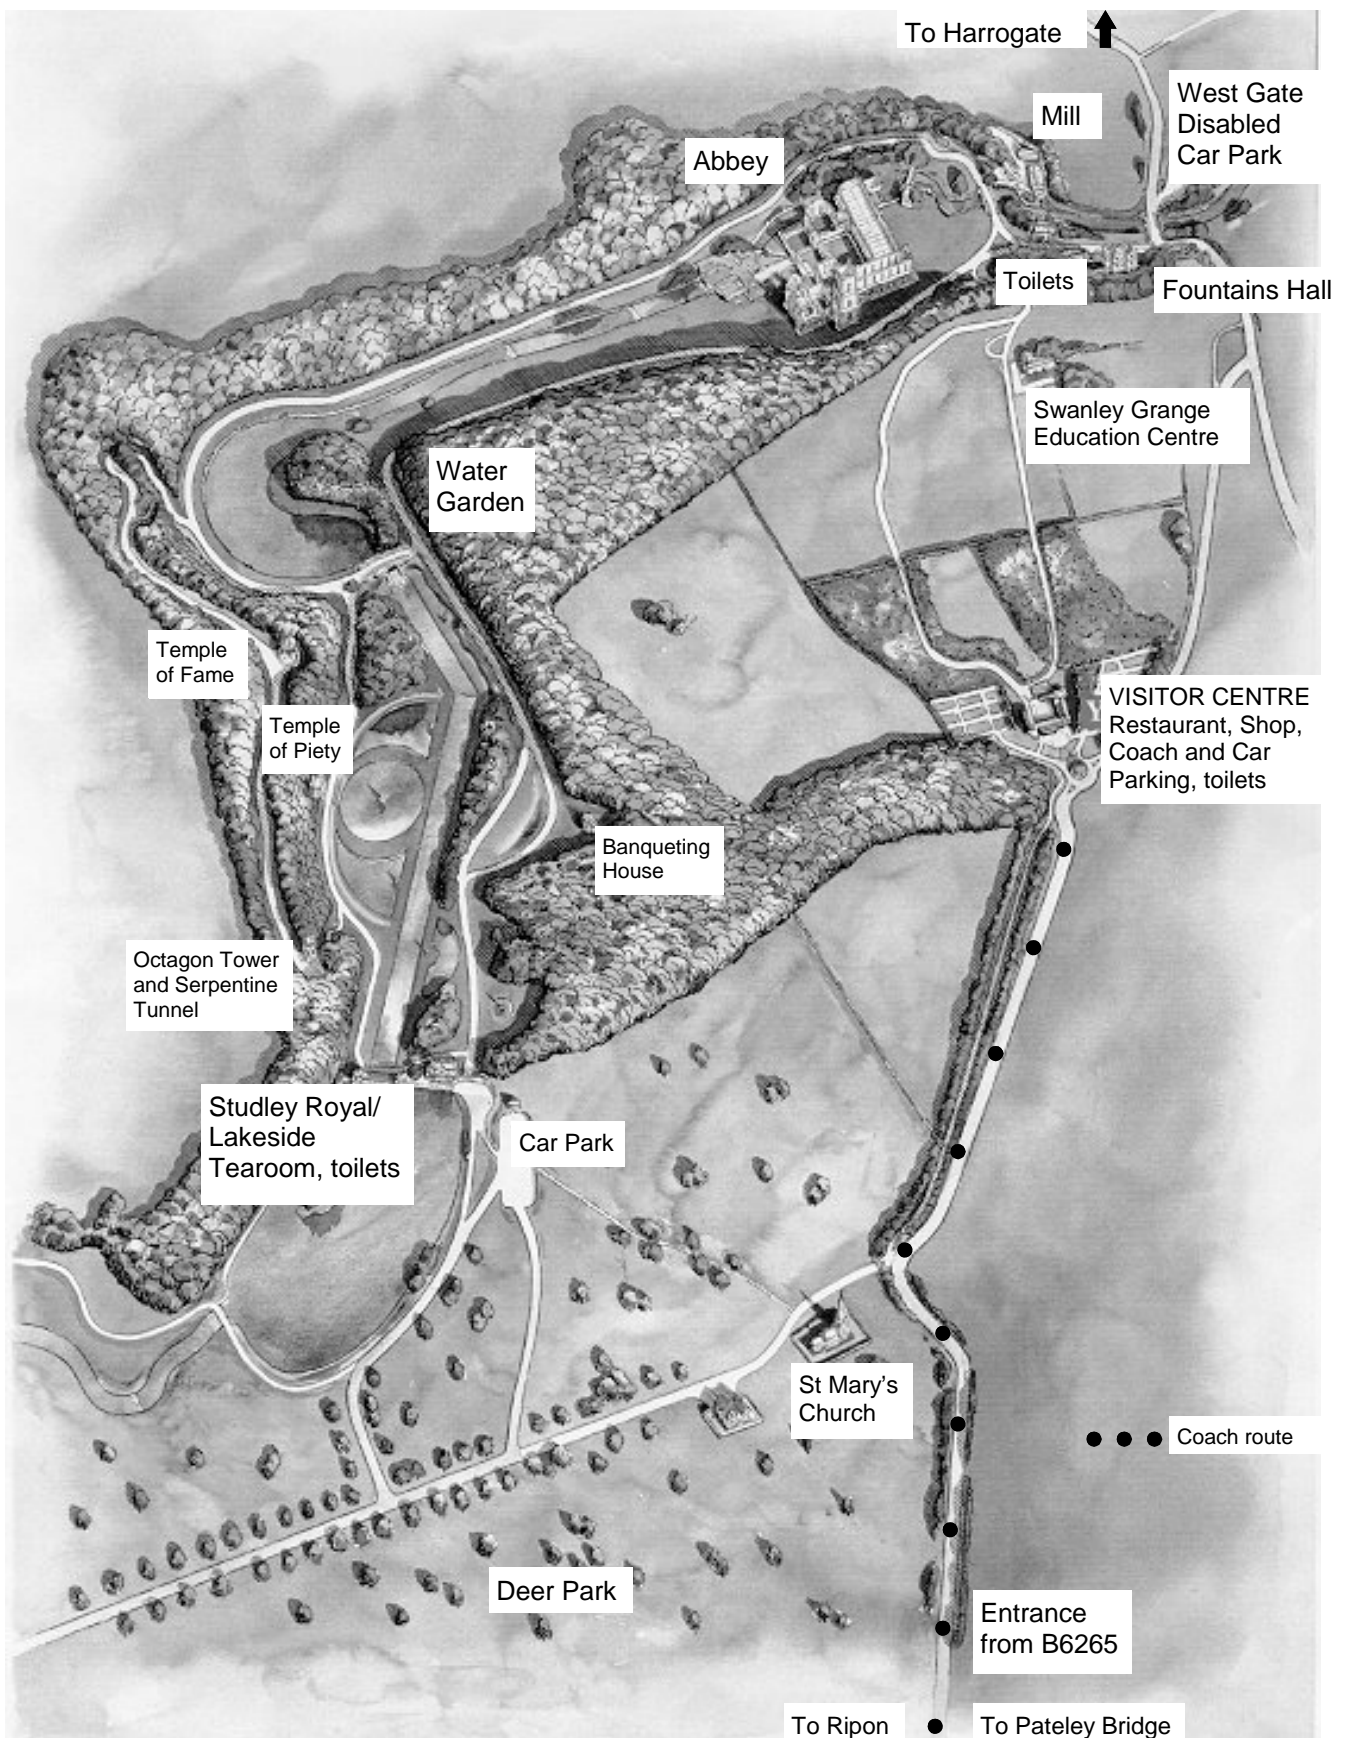 To Harrogate
West Gate
Disabled
Car Park
Mill
Abbey
Toilets
Fountains Hall
Swanley Grange
Education Centre
Water
Garden
Temple
of Fame
Temple
of Piety
VISITOR CENTRE
Restaurant, Shop,
Coach and Car
Parking, toilets
Banqueting
House
Octagon Tower
and Serpentine
Tunnel
Studley Royal/
Lakeside
Tearoom, toilets
Car Park
St Mary's
Church
Coach route
Deer Park
Entrance
from B6265
To Ripon
To Pateley Bridge